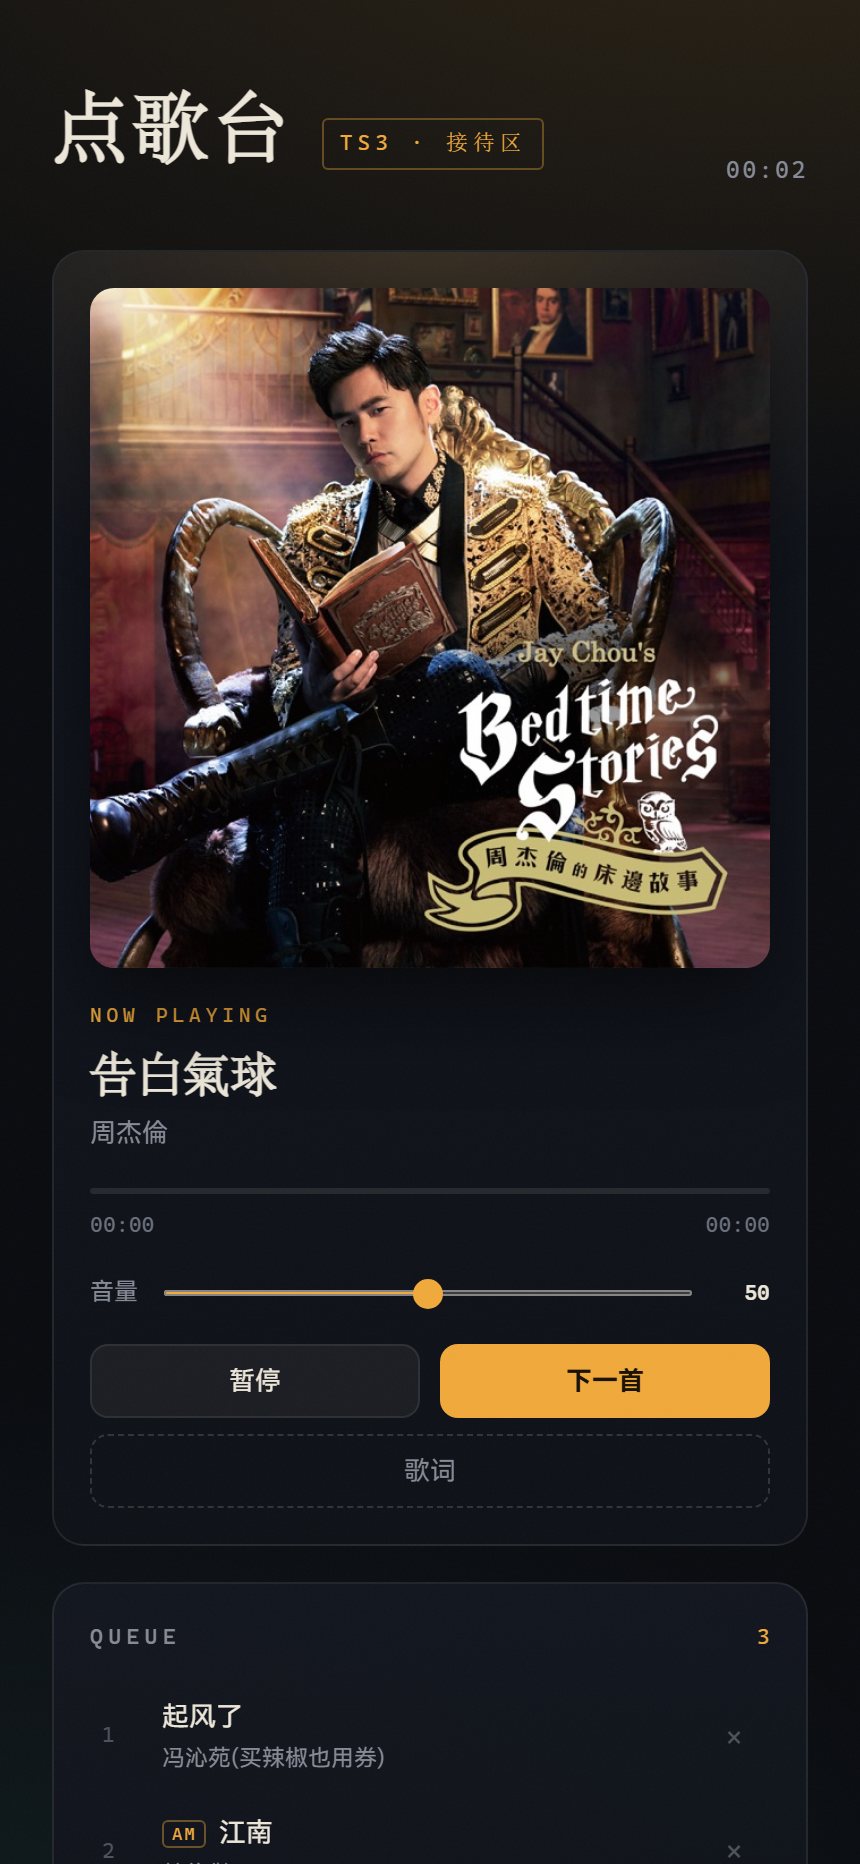 点歌台
TS3 · 接待区
00:02
Jay Chou's
Bedtime
Stories
周杰倫的床邊故事
NOW PLAYING
告白氣球
周杰倫
00:00
00:00
音量
50
暂停
下一首
歌词
QUEUE
3
1
起风了
冯沁苑(买辣椒也用券)
×
2
AM
江南
×